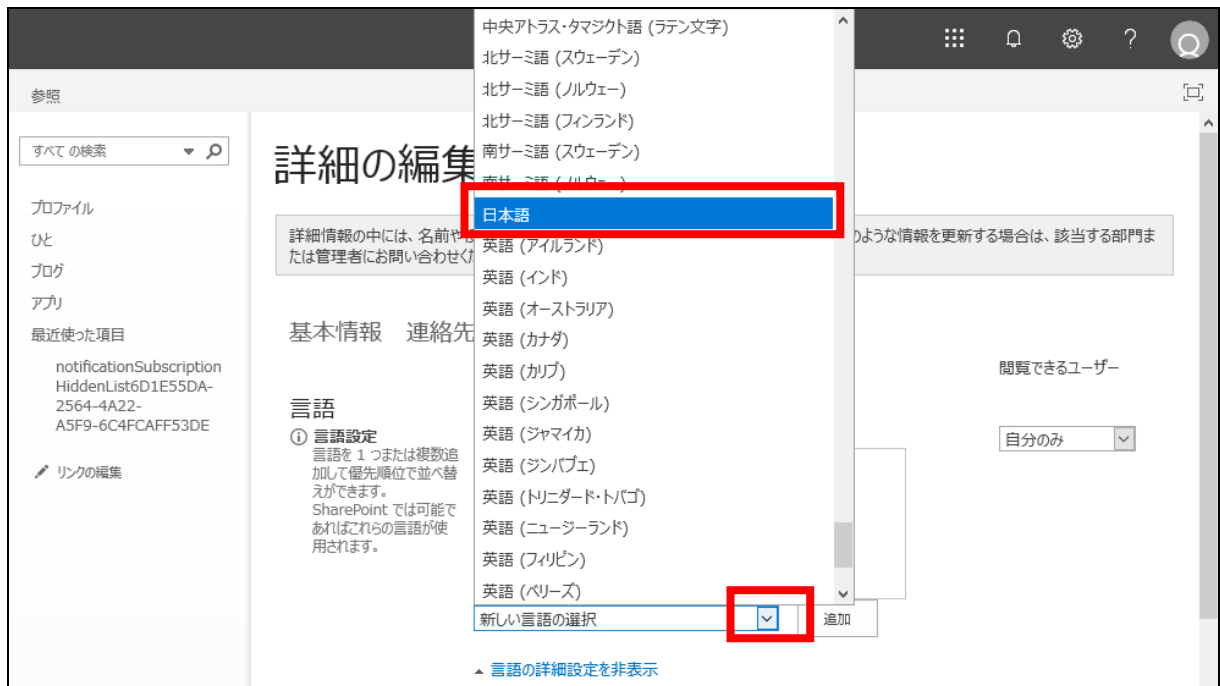 参照
すべて の検索
プロファイル
ひと
ブログ
アプリ
最近使った項目
notificationSubscription
HiddenList6D1E55DA-
2564-4A22-
A5F9-6C4FCAFF53DE
リンクの編集
詳細の編集
詳細情報の中には、名前や
のような情報を更新する場合は、該当する部門ま
たは管理者にお問い合わせくだ
基本情報 連絡先
閲覧できるユーザー
自分のみ
言語
言語設定
言語を 1 つまたは複数追
加して優先順位で並べ替
えができます。
SharePoint では可能で
あればこれらの言語が使
用されます。
中央アトラス・タマジクト語 (ラテン文字)
北サーミ語 (スウェーデン)
北サーミ語 (ノルウェー)
北サーミ語 (フィンランド)
南サーミ語 (スウェーデン)
南サーミ語 (ノルウェー)
日本語
英語 (アイルランド)
英語 (インド)
英語 (オーストラリア)
英語 (カナダ)
英語 (カリブ)
英語 (シンガポール)
英語 (ジャマイカ)
英語 (ジンバブエ)
英語 (トリニダード・トバゴ)
英語 (ニュージーランド)
英語 (フィリピン)
英語 (ベリーズ)
新しい言語の選択
追加
言語の詳細設定を非表示